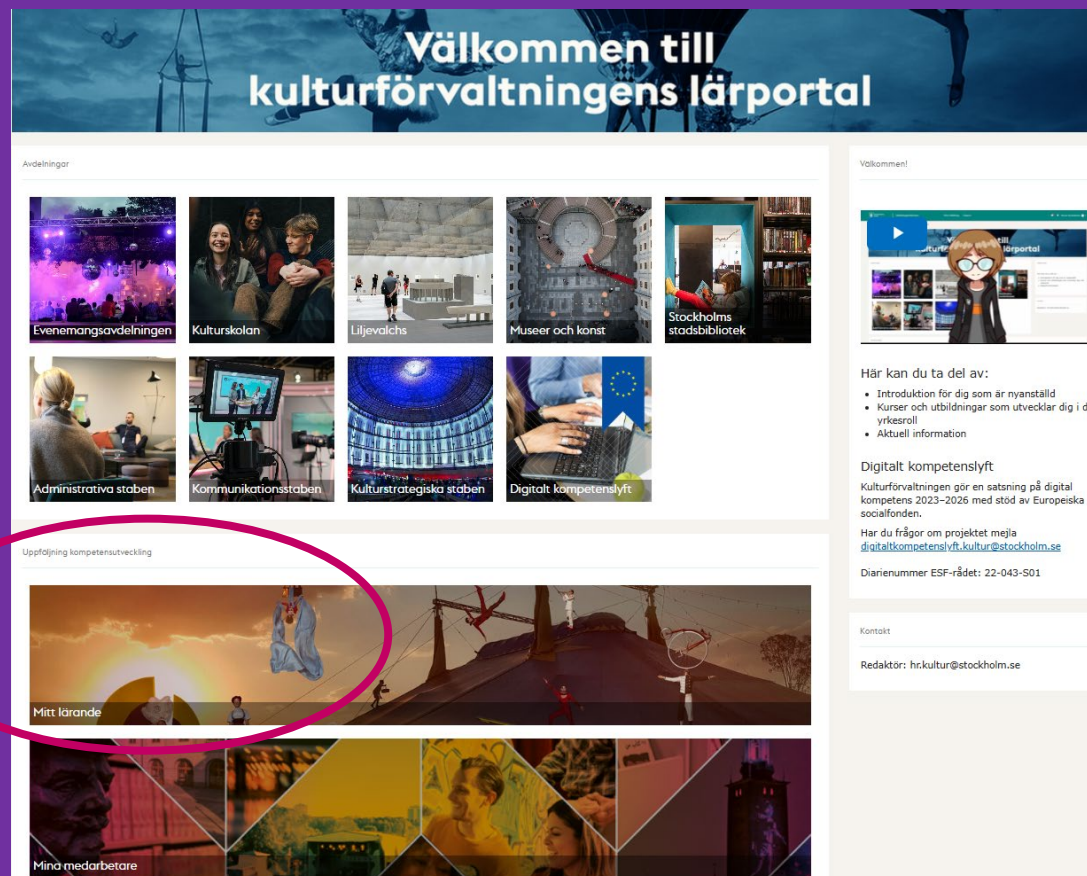 Välkommen till
kulturförvaltningens lärportal
Avdelningar
Evenemangsavdelningen
Kulturskolan
Liljevalchs
Museer och konst
Stockholms
stadsbibliotek
Administrativa staben
Kommunikationsstaben
Kulturstrategiska staben
Digitalt kompetenslyft
Uppföljning kompetensutveckling
Mitt lärande
Mina medarbetare
Välkommen!
Här kan du ta del av:
• Introduktion för dig som är nyanställd
• Kurser och utbildningar som utvecklar dig i
yrkesroll
• Aktuell information
Digitalt kompetenslyft
Kulturförvaltningen gör en satsning på digital
kompetens 2023–2026 med stöd av Europeiska
socialfonden.
Har du frågor om projektet mejla
digitaltkompetenslyft.kultur@stockholm.se
Diarienummer ESF-rådet: 22-043-S01
Kontakt
Redaktör: hr.kultur@stockholm.se